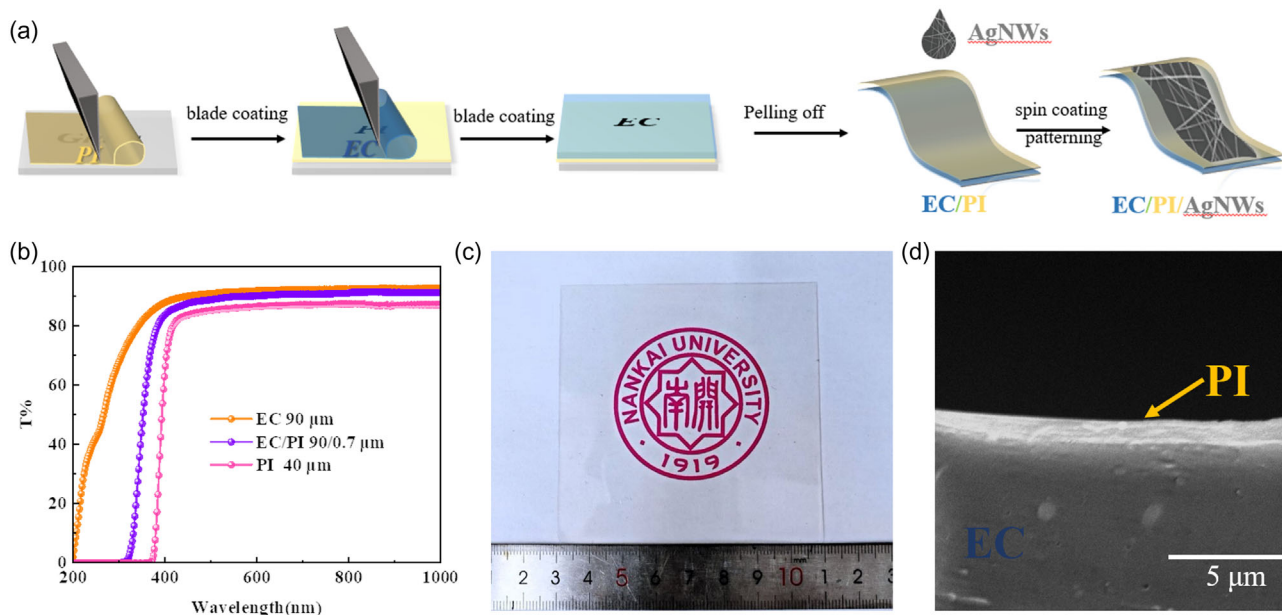 (a)
AgNWs
Glass
PI
blade coating
PI
EC
blade coating
EC
Pelling off
spin coating
patterning
EC/PI
EC/PI/AgNWs
(b)
T%
100
80
60
40
20
0
EC 90 μm
EC/PI 90/0.7 μm
PI 40 μm
200
400
600
800
1000
Wavelength(nm)
(c)
NANKAI UNIVERSITY
南開
· 1919 ·
mm
2 3 4 5 6 7 8 9 10 1 2 3
(d)
PI
EC
5 μm